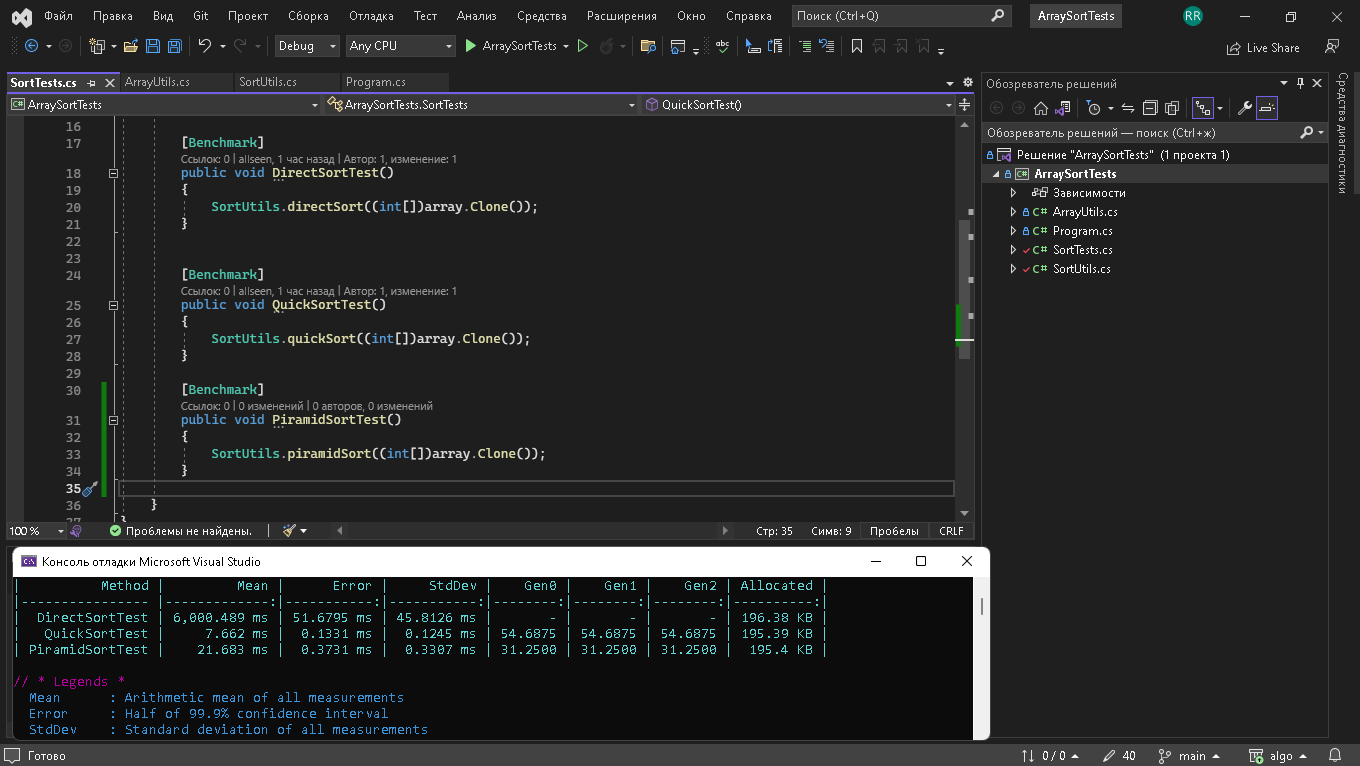 Файл Правка Вид Git Проект Сборка Отладка Тест Анализ Средства Расширения Окно Справка Поиск (Ctrl+Q) ArraySortTests RR
Debug Any CPU ArraySortTests Live Share
SortTests.cs ArrayUtils.cs SortUtils.cs Program.cs
ArraySortTests ArraySortTests.SortTests QuickSortTest()
16
17 [Benchmark]
Ссылок: 0 | allseen, 1 час назад | Автор: 1, изменение: 1
18 public void DirectSortTest()
19 {
20 SortUtils.directSort((int[])array.Clone());
21 }
22
23
24 [Benchmark]
Ссылок: 0 | allseen, 1 час назад | Автор: 1, изменение: 1
25 public void QuickSortTest()
26 {
27 SortUtils.quickSort((int[])array.Clone());
28 }
29
30 [Benchmark]
Ссылок: 0 | 0 изменений | 0 авторов, 0 изменений
31 public void PiramidSortTest()
32 {
33 SortUtils.piramidSort((int[])array.Clone());
34 }
35
36 }
37 }
100 % Проблемы не найдены. Стр: 35 Симв: 9 Пробелы CRLF
Обозреватель решений
Обозреватель решений — поиск (Ctrl+ж)
Решение "ArraySortTests" (1 проекта 1)
C# ArraySortTests
Зависимости
C# ArrayUtils.cs
C# Program.cs
C# SortTests.cs
C# SortUtils.cs
Средства диагностики
Консоль отладки Microsoft Visual Studio
| Method | Mean | Error | StdDev | Gen0 | Gen1 | Gen2 | Allocated |
|---------------- |-------------:|-----------:|-----------:|--------:|--------:|--------:|----------:|
| DirectSortTest | 6,000.489 ms | 51.6795 ms | 45.8126 ms | - | - | - | 196.38 KB |
| QuickSortTest | 7.662 ms | 0.1331 ms | 0.1245 ms | 54.6875 | 54.6875 | 54.6875 | 195.39 KB |
| PiramidSortTest | 21.683 ms | 0.3731 ms | 0.3307 ms | 31.2500 | 31.2500 | 31.2500 | 195.4 KB |
// * Legends *
Mean : Arithmetic mean of all measurements
Error : Half of 99.9% confidence interval
StdDev : Standard deviation of all measurements
Готово 0 / 0 40 main algo